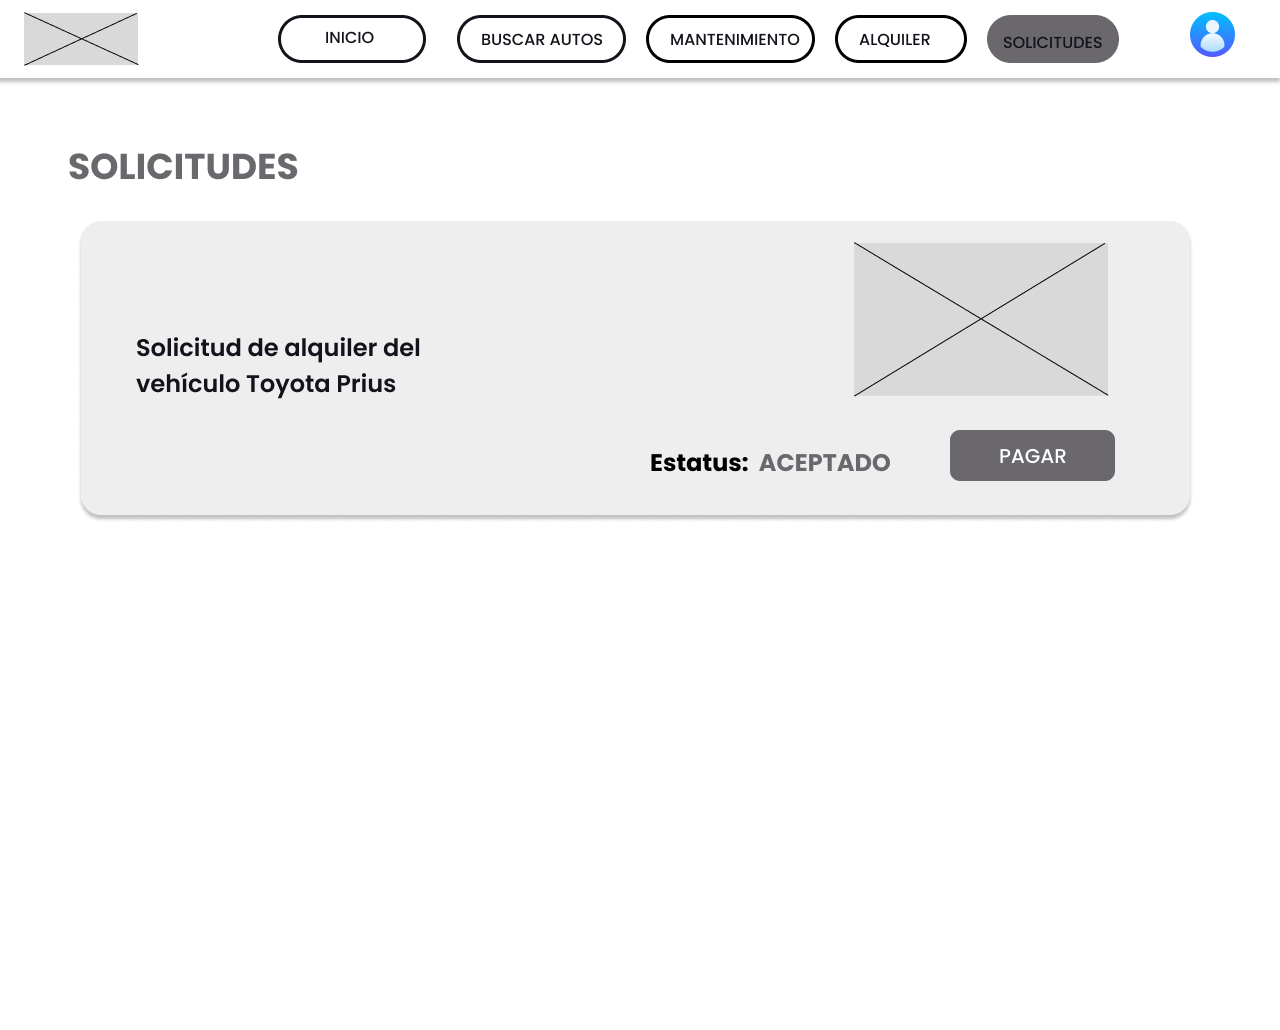 INICIO
BUSCAR AUTOS
MANTENIMIENTO
ALQUILER
SOLICITUDES
SOLICITUDES
Solicitud de alquiler del
vehículo Toyota Prius
Estatus: ACEPTADO
PAGAR